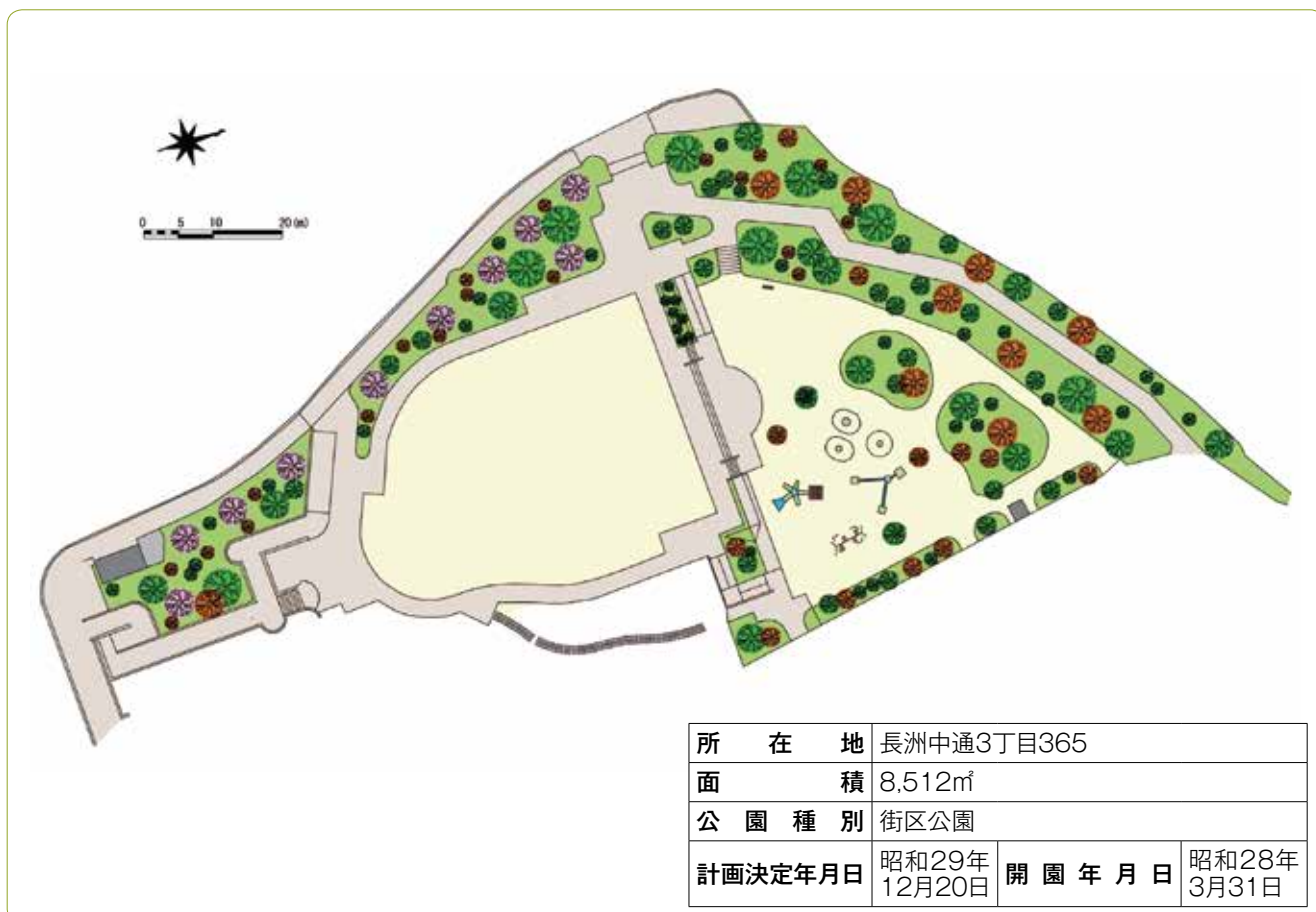 0 5 10 20 (m)
所在地 長洲中通3丁目365
面積 8,512㎡
公園種別 街区公園
計画決定年月日 昭和29年
12月20日
開園年月日 昭和28年
3月31日